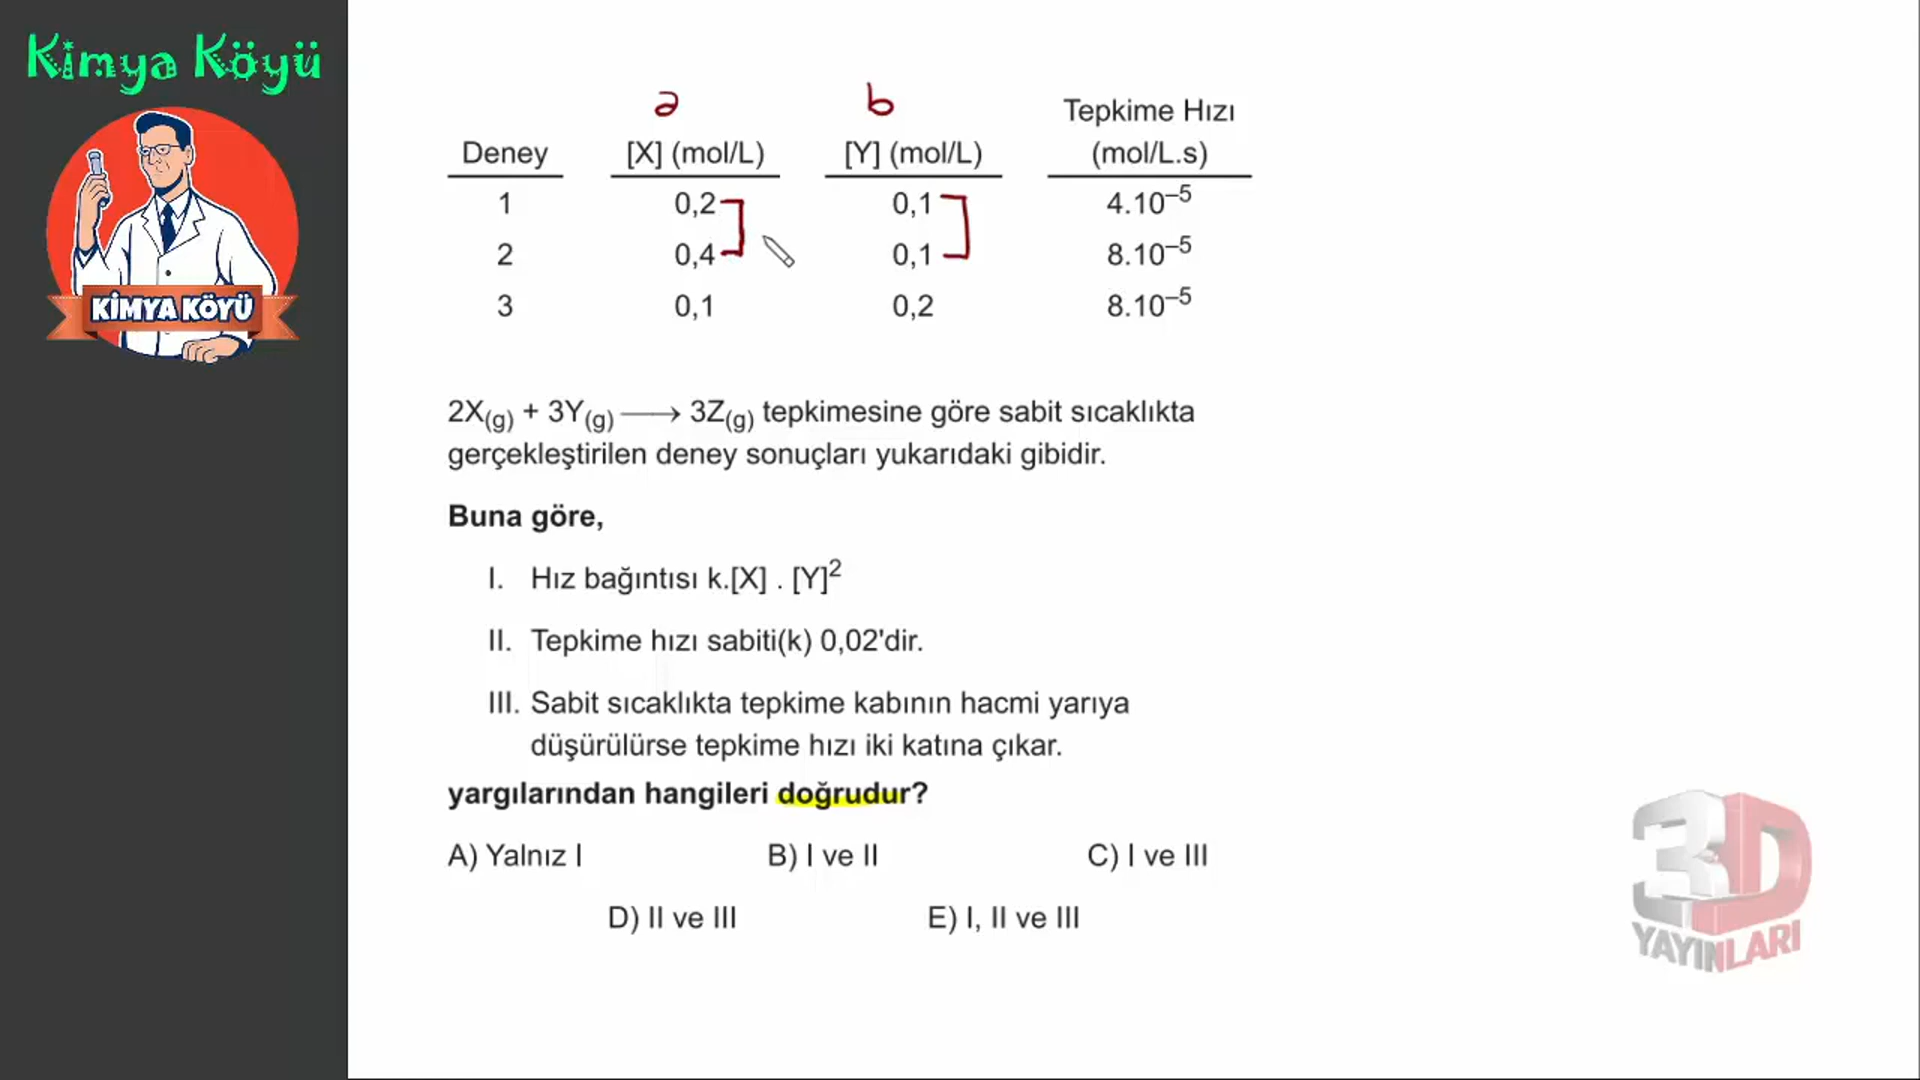 Kimya Köyü
KİMYA KÖYÜ
a b
Tepkime Hızı
Deney [X] (mol/L) [Y] (mol/L) (mol/L.s)
1 0,2 0,1 4.10⁻⁵
2 0,4 0,1 8.10⁻⁵
3 0,1 0,2 8.10⁻⁵
2X(g) + 3Y(g) ⟶ 3Z(g) tepkimesine göre sabit sıcaklıkta
gerçekleştirilen deney sonuçları yukarıdaki gibidir.
Buna göre,
I. Hız bağıntısı k.[X] . [Y]²
II. Tepkime hızı sabiti(k) 0,02'dir.
III. Sabit sıcaklıkta tepkime kabının hacmi yarıya
düşürülürse tepkime hızı iki katına çıkar.
yargılarından hangileri doğrudur?
A) Yalnız I B) I ve II C) I ve III
D) II ve III E) I, II ve III
3D
YAYINLARI